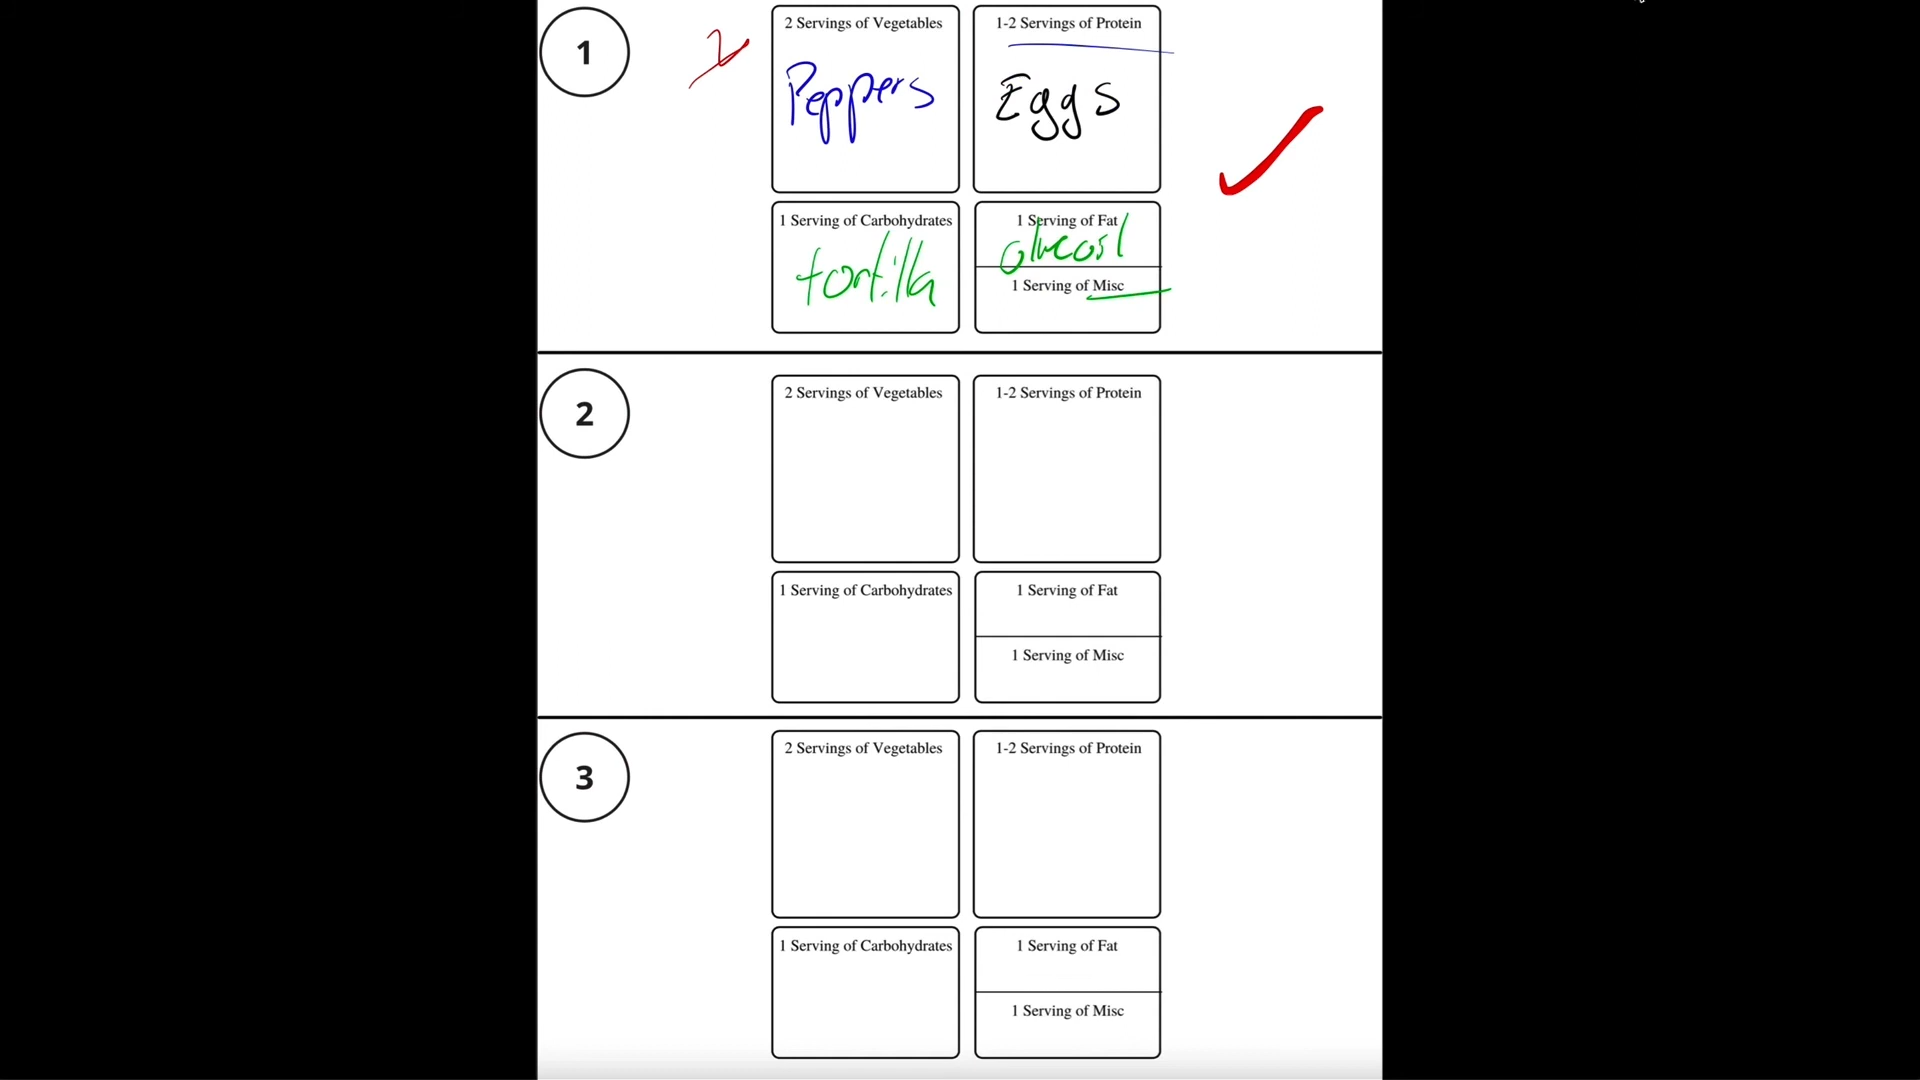 1
2
2 Servings of Vegetables
Peppers
1-2 Servings of Protein
Eggs
1 Serving of Carbohydrates
tortilla
1 Serving of Fat
1 Serving of Misc
2
2 Servings of Vegetables
1-2 Servings of Protein
1 Serving of Carbohydrates
1 Serving of Fat
1 Serving of Misc
3
2 Servings of Vegetables
1-2 Servings of Protein
1 Serving of Carbohydrates
1 Serving of Fat
1 Serving of Misc